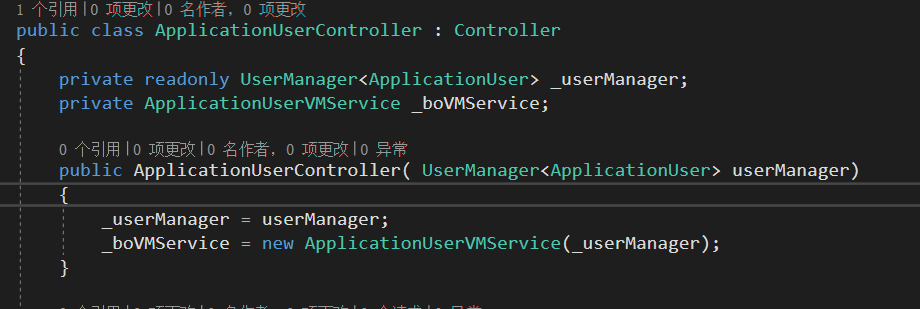 1 个引用|0 项更改|0 名作者, 0 项更改
public class ApplicationUserController : Controller
{
private readonly UserManager<ApplicationUser> _userManager;
private ApplicationUserVMService _boVMService;
0 个引用|0 项更改|0 名作者, 0 项更改|0 异常
public ApplicationUserController( UserManager<ApplicationUser> userManager)
{
_userManager = userManager;
_boVMService = new ApplicationUserVMService(_userManager);
}